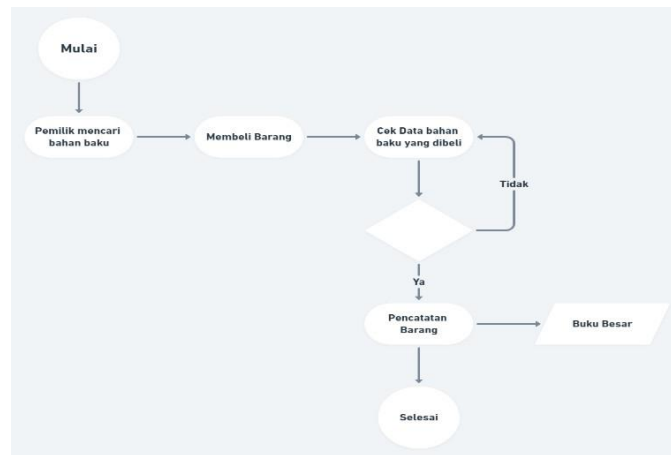 Mulai
Pemilik mencari
bahan baku
Membeli Barang
Cek Data bahan
baku yang dibeli
Tidak
Ya
Pencatatan
Barang
Buku Besar
Selesai